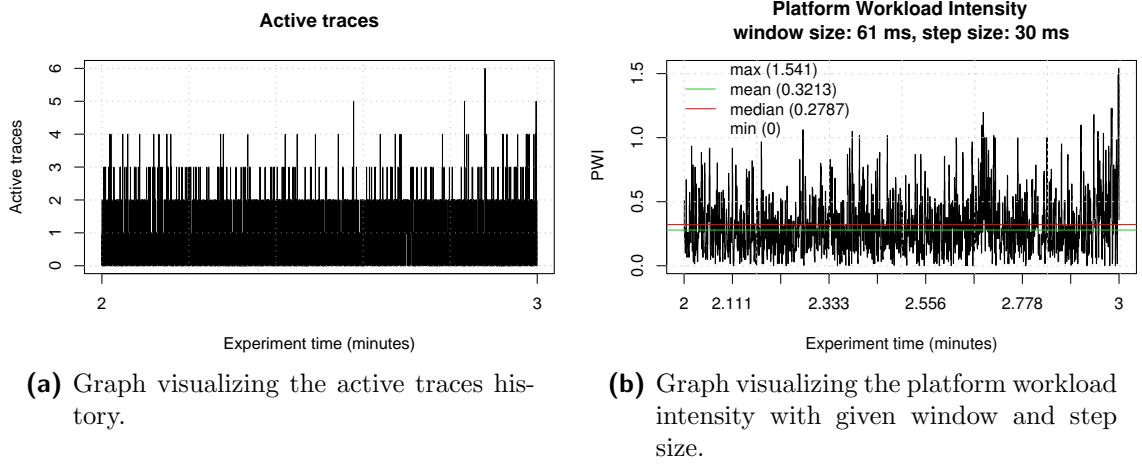 Active traces
Active traces
6
5
4
3
2
1
0
2 3
Experiment time (minutes)
(a) Graph visualizing the active traces his-
tory.
Platform Workload Intensity
window size: 61 ms, step size: 30 ms
PWI
1.5
1.0
0.5
0.0
max (1.541)
mean (0.3213)
median (0.2787)
min (0)
2 2.111 2.333 2.556 2.778 3
Experiment time (minutes)
(b) Graph visualizing the platform workload
intensity with given window and step
size.